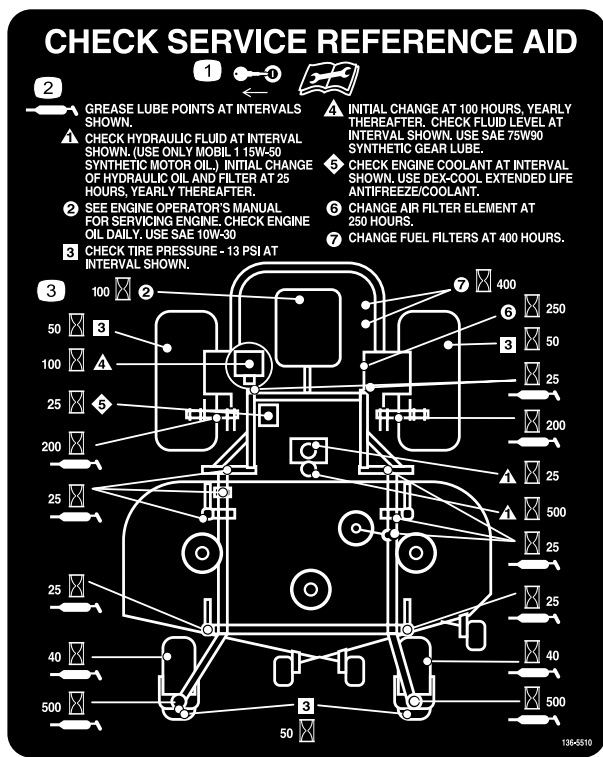 CHECK SERVICE REFERENCE AID
1
2
GREASE LUBE POINTS AT INTERVALS
SHOWN.
1 CHECK HYDRAULIC FLUID AT INTERVAL
SHOWN. (USE ONLY MOBIL 1 15W-50
SYNTHETIC MOTOR OIL.) INITIAL CHANGE
OF HYDRAULIC OIL AND FILTER AT 25
HOURS, YEARLY THEREAFTER.
2 SEE ENGINE OPERATOR'S MANUAL
FOR SERVICING ENGINE. CHECK ENGINE
OIL DAILY. USE SAE 10W-30
3 CHECK TIRE PRESSURE - 13 PSI AT
INTERVAL SHOWN.
4 INITIAL CHANGE AT 100 HOURS, YEARLY
THEREAFTER. CHECK FLUID LEVEL AT
INTERVAL SHOWN. USE SAE 75W90
SYNTHETIC GEAR LUBE.
5 CHECK ENGINE COOLANT AT INTERVAL
SHOWN. USE DEX-COOL EXTENDED LIFE
ANTIFREEZE/COOLANT.
6 CHANGE AIR FILTER ELEMENT AT
250 HOURS.
7 CHANGE FUEL FILTERS AT 400 HOURS.
3
100 2
7 400
6 250
50 3
3 50
100 4
25
25 5
200
200
1 25
25
1 500
25
25
25
40
40
500
500
3
50
136-5510